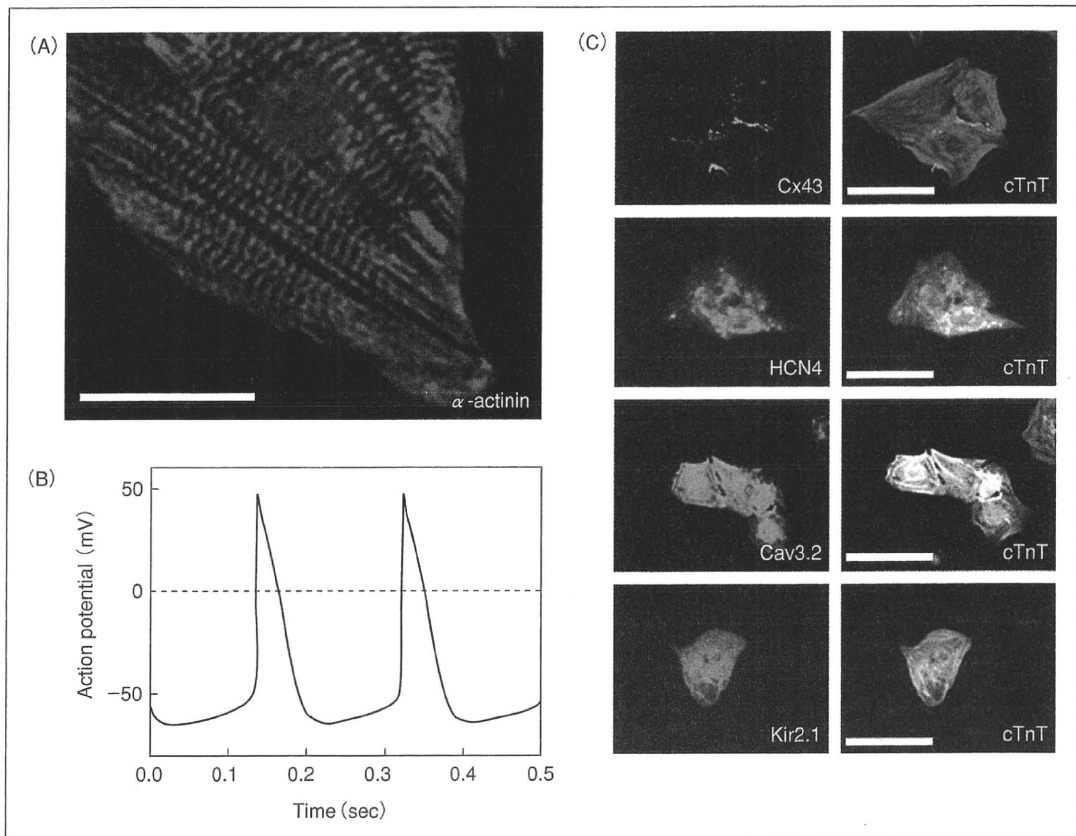 (A)
α-actinin
(B)
Action potential (mV)
50
0
−50
0.0 0.1 0.2 0.3 0.4 0.5
Time (sec)
(C)
Cx43 cTnT
HCN4 cTnT
Cav3.2 cTnT
Kir2.1 cTnT